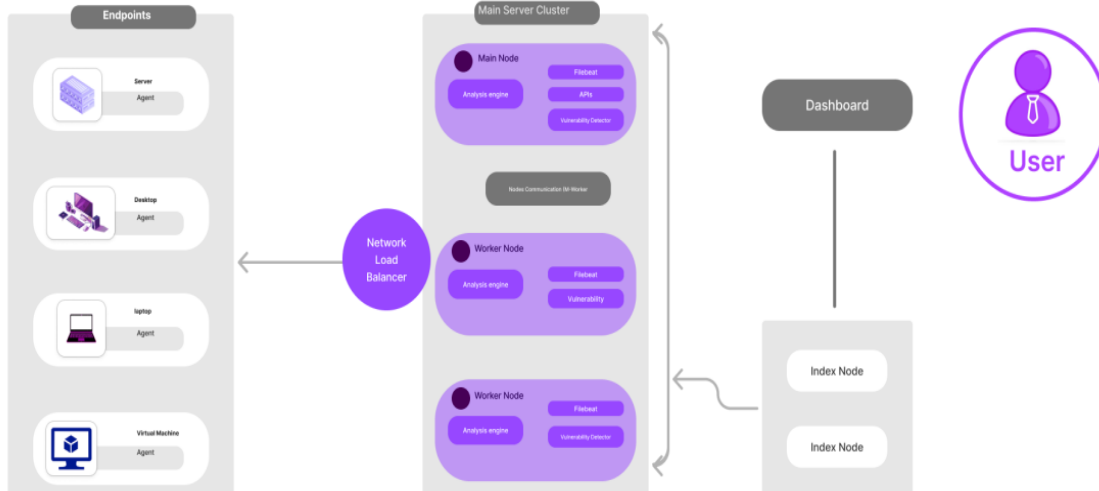 Endpoints
Server
Agent
Desktop
Agent
laptop
Agent
Virtual Machine
Agent
Network
Load
Balancer
Main Server Cluster
Main Node
Analysis engine
Filebeat
APIs
Vulnerability Detector
Nodes Communication IM-Worker
Worker Node
Analysis engine
Filebeat
Vulnerability
Worker Node
Analysis engine
Filebeat
Vulnerability Detector
Dashboard
Index Node
Index Node
User